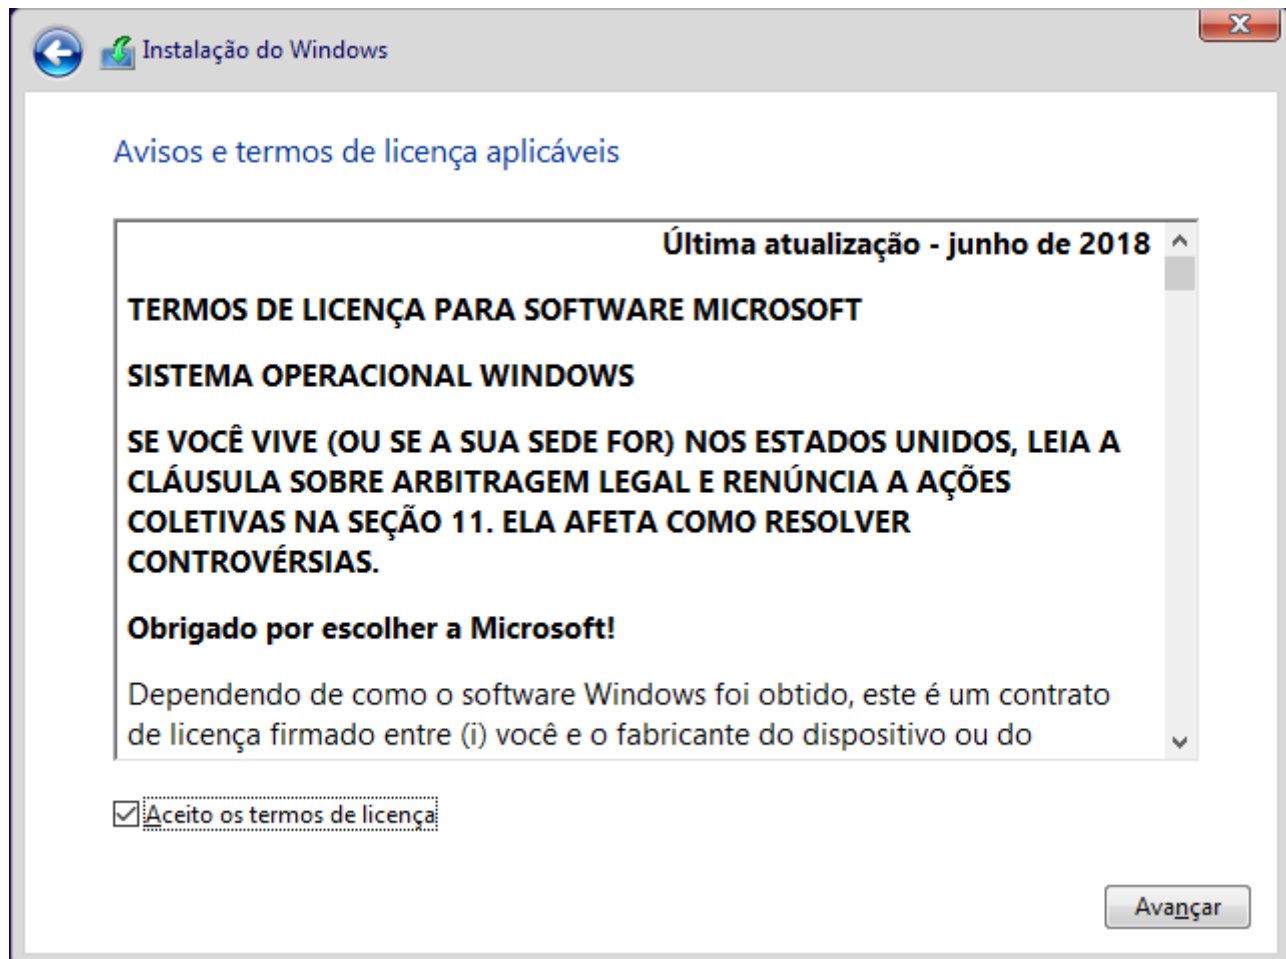 Instalação do Windows
Avisos e termos de licença aplicáveis
Última atualização - junho de 2018
TERMOS DE LICENÇA PARA SOFTWARE MICROSOFT
SISTEMA OPERACIONAL WINDOWS
SE VOCÊ VIVE (OU SE A SUA SEDE FOR) NOS ESTADOS UNIDOS, LEIA A
CLÁUSULA SOBRE ARBITRAGEM LEGAL E RENÚNCIA A AÇÕES
COLETIVAS NA SEÇÃO 11. ELA AFETA COMO RESOLVER
CONTROVÉRSIAS.
Obrigado por escolher a Microsoft!
Dependendo de como o software Windows foi obtido, este é um contrato
de licença firmado entre (i) você e o fabricante do dispositivo ou do
Aceito os termos de licença
Avançar